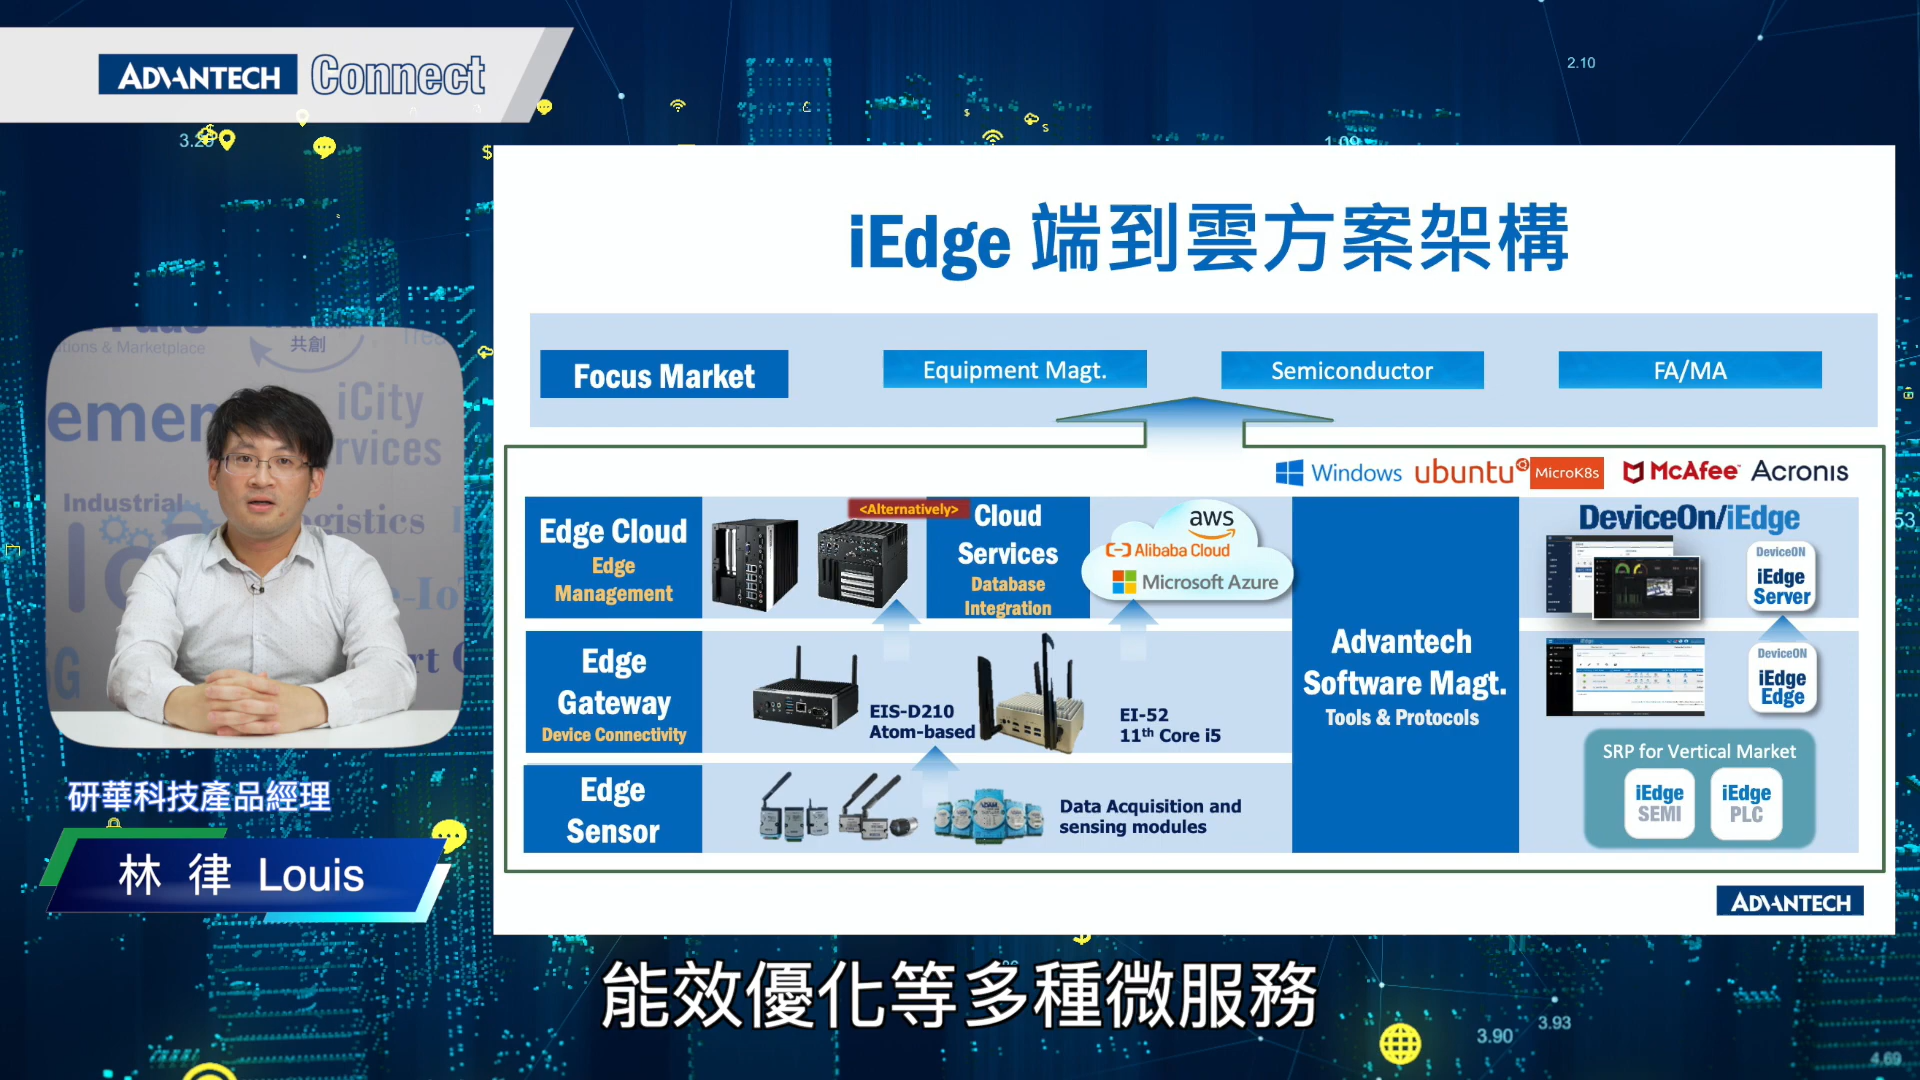 ADVANTECH Connect
2.10
1.09
共創
iCity
Industrial
研華科技產品經理
林 律 Louis
iEdge 端到雲方案架構
Focus Market
Equipment Magt.
Semiconductor
FA/MA
Windows
ubuntu
MicroK8s
McAfee
Acronis
Edge Cloud
Edge
Management
<Alternatively>
Cloud
Services
Database
Integration
aws
Alibaba Cloud
Microsoft Azure
Edge
Gateway
Device Connectivity
EIS-D210
Atom-based
EI-52
11th Core i5
Edge
Sensor
Data Acquisition and
sensing modules
Advantech
Software Magt.
Tools & Protocols
DeviceOn/iEdge
DeviceON
iEdge
Server
DeviceON
iEdge
Edge
SRP for Vertical Market
iEdge
SEMI
iEdge
PLC
ADVANTECH
能效優化等多種微服務
3.90
3.93
4.69